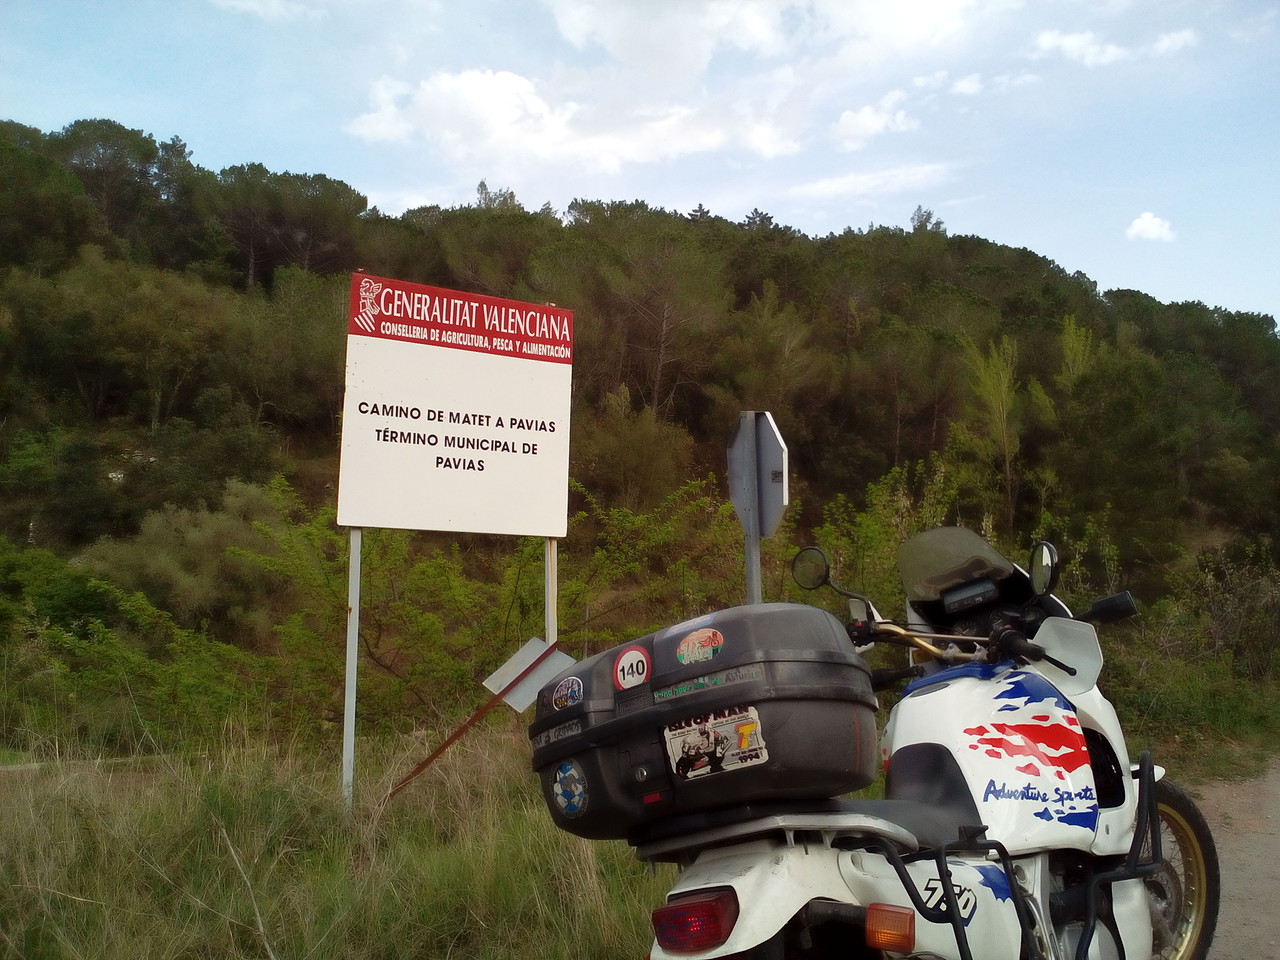 GENERALITAT VALENCIANA
CONSELLERIA DE AGRICULTURA, PESCA Y ALIMENTACIÓN
CAMINO DE MATET A PAVIAS
TÉRMINO MUNICIPAL DE
PAVIAS
140
ISLE OF MAN
1994
Adventure Sports
750